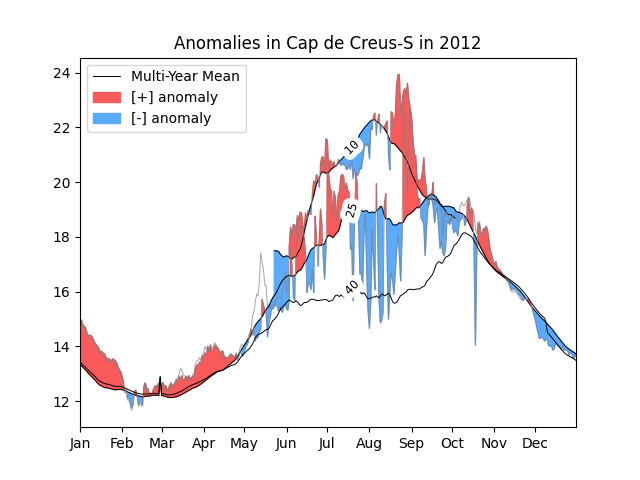 Anomalies in Cap de Creus-S in 2012
24
22
20
18
16
14
12
Multi-Year Mean
[+] anomaly
[-] anomaly
10
25
40
Jan Feb Mar Apr May Jun Jul Aug Sep Oct Nov Dec